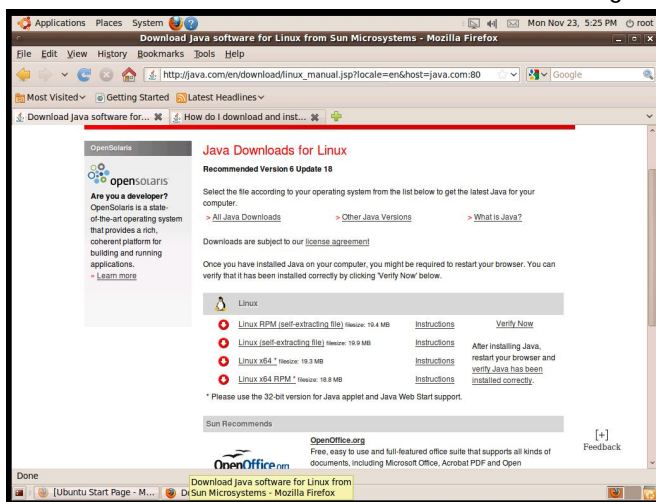 Applications Places System Mon Nov 23, 5:25 PM root
Download Java software for Linux from Sun Microsystems - Mozilla Firefox
File Edit View History Bookmarks Tools Help
http://java.com/en/download/linux_manual.jsp?locale=en&host=java.com:80 Google
Most Visited Getting Started Latest Headlines
Download Java software for... How do I download and inst...
OpenSolaris
opensolaris
Are you a developer?
OpenSolaris is a state-
of-the-art operating system
that provides a rich,
coherent platform for
building and running
applications.
» Learn more
Java Downloads for Linux
Recommended Version 6 Update 18
Select the file according to your operating system from the list below to get the latest Java for your
computer.
> All Java Downloads > Other Java Versions > What is Java?
Downloads are subject to our license agreement
Once you have installed Java on your computer, you might be required to restart your browser. You can
verify that it has been installed correctly by clicking 'Verify Now' below.
Linux
Linux RPM (self-extracting file) filesize: 19.4 MB Instructions Verify Now
Linux (self-extracting file) filesize: 19.9 MB Instructions
Linux x64 * filesize: 19.3 MB Instructions
Linux x64 RPM * filesize: 18.8 MB Instructions
After installing Java,
restart your browser and
verify Java has been
installed correctly.
* Please use the 32-bit version for Java applet and Java Web Start support.
Sun Recommends
OpenOffice.org
OpenOffice.org
Free, easy to use and full-featured office suite that supports all kinds of
documents, including Microsoft Office, Acrobat PDF and Open
[+]
Feedback
Done
Download Java software for Linux from
Sun Microsystems - Mozilla Firefox
[Ubuntu Start Page - M...